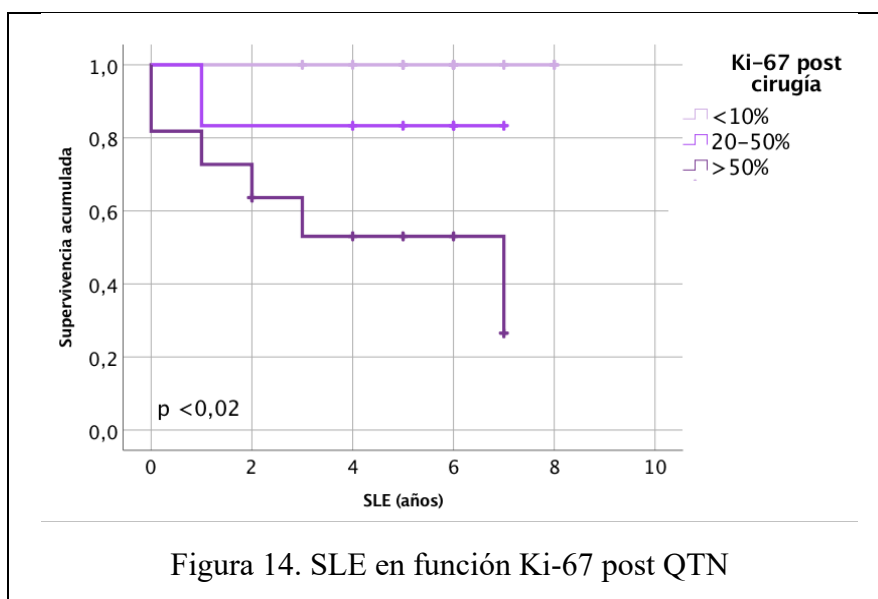 Ki-67 post
cirugía
<10%
20-50%
>50%
Supervivencia acumulada
1,0
0,8
0,6
0,4
0,2
0,0
p <0,02
0 2 4 6 8 10
SLE (años)
Figura 14. SLE en función Ki-67 post QTN